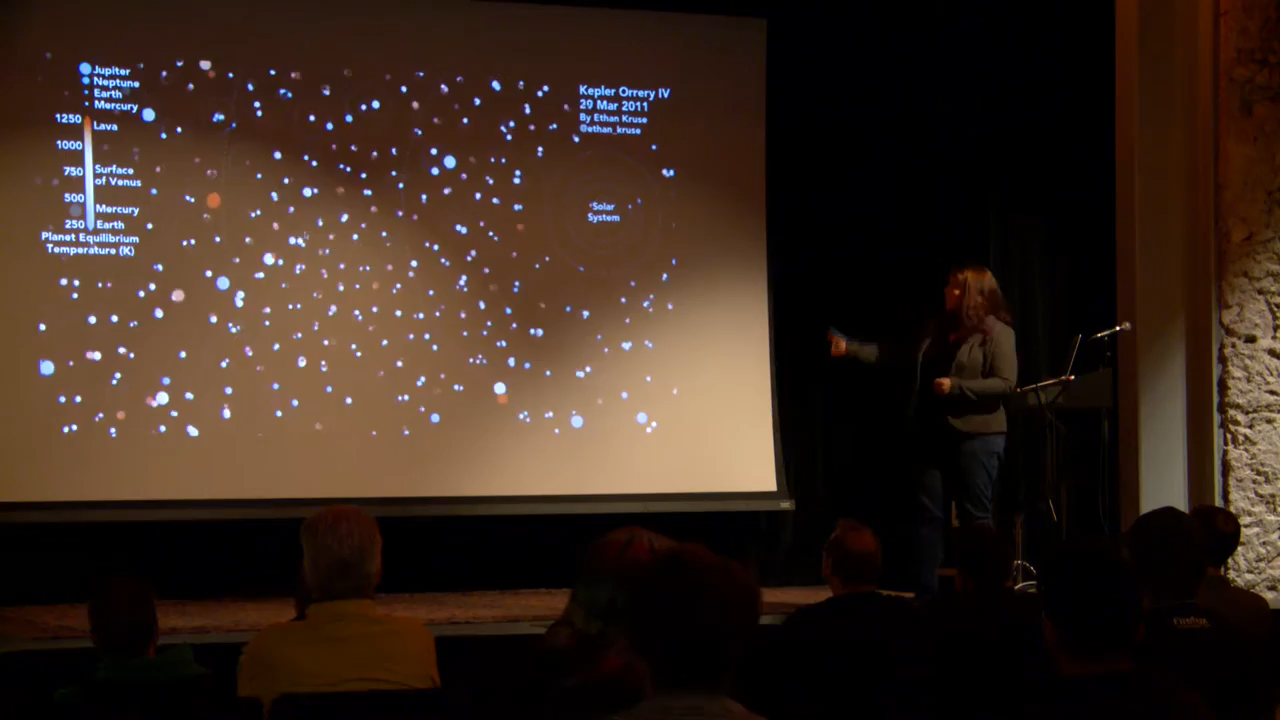 Jupiter
Neptune
Earth
Mercury
1250
Lava
1000
750
Surface
of Venus
500
Mercury
250
Earth
Planet Equilibrium
Temperature (K)
Kepler Orrery IV
29 Mar 2011
By Ethan Kruse
@ethan_kruse
Solar
System